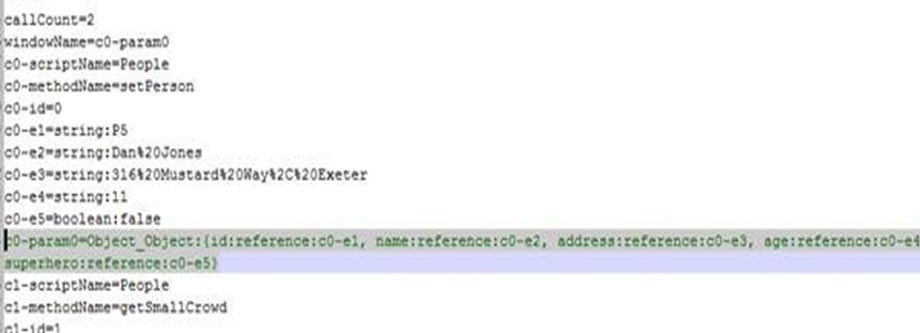 callCount=2
windowName=c0-param0
c0-scriptName=People
c0-methodName=setPerson
c0-id=0
c0-e1=string:P5
c0-e2=string:Dan%20Jones
c0-e3=string:316%20Mustard%20Way%2C%20Exeter
c0-e4=string:11
c0-e5=boolean:false
c0-param0=Object_Object:{id:reference:c0-e1, name:reference:c0-e2, address:reference:c0-e3, age:reference:c0-e4
superhero:reference:c0-e5}
c1-scriptName=People
c1-methodName=getSmallCrowd
c1-id=1